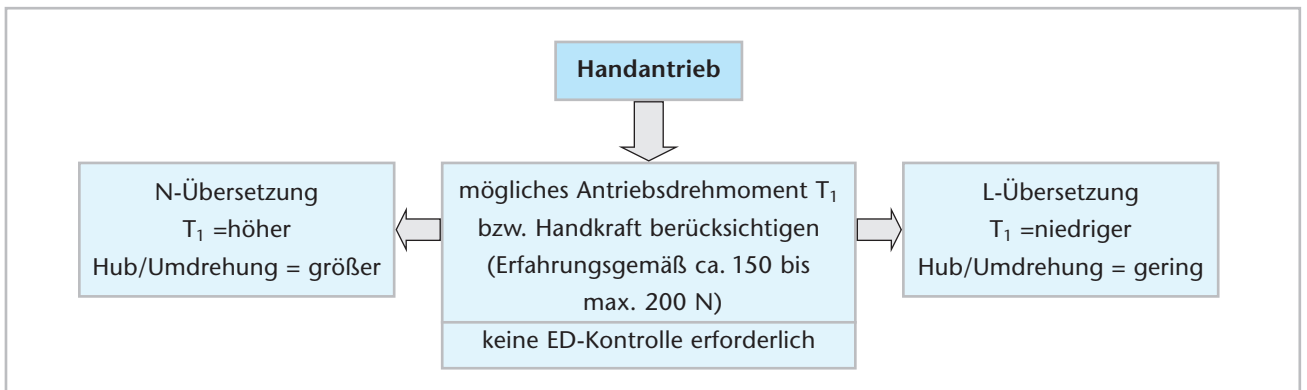 Handantrieb
N-Übersetzung
T₁ =höher
Hub/Umdrehung = größer
mögliches Antriebsdrehmoment T₁
bzw. Handkraft berücksichtigen
(Erfahrungsgemäß ca. 150 bis
max. 200 N)
keine ED-Kontrolle erforderlich
L-Übersetzung
T₁ =niedriger
Hub/Umdrehung = gering